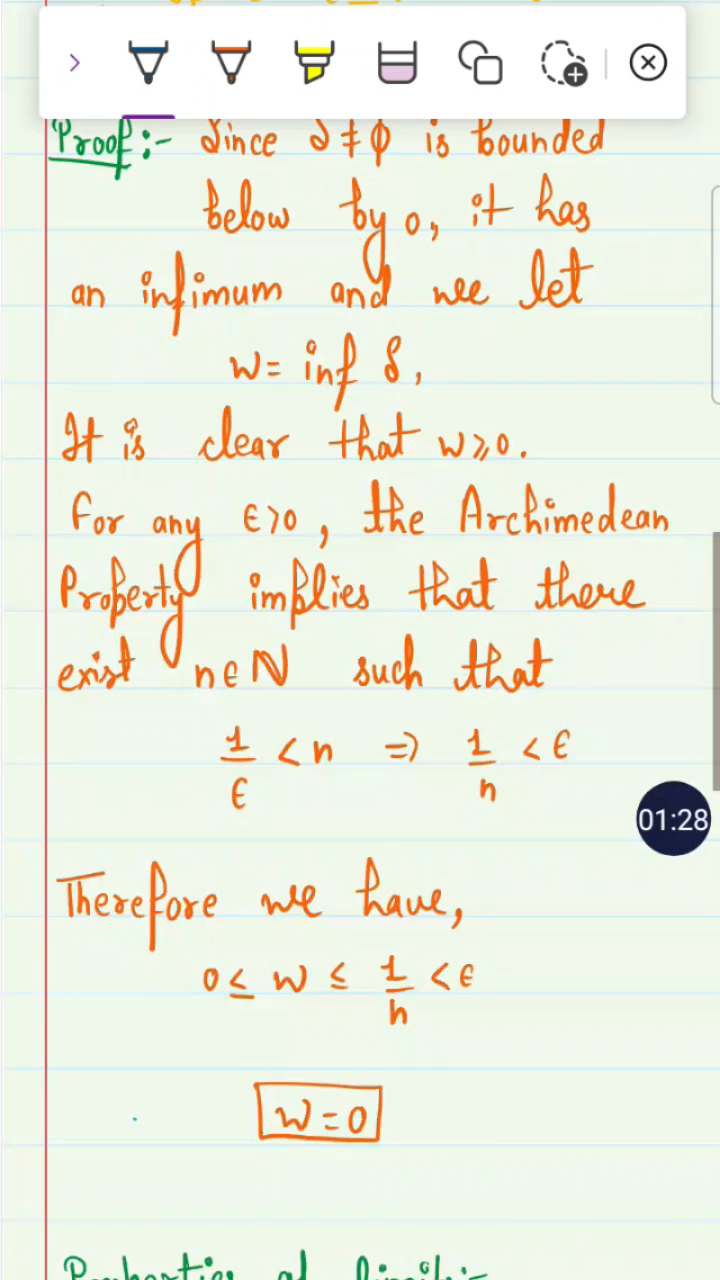 Proof:- Since S ≠ ϕ is bounded
below by 0, it has
an infimum and we let
w = inf S,
It is clear that w ≥ 0.
For any ϵ > 0, the Archimedean
Property implies that there
exist n ∈ ℕ such that
1/ϵ < n ⇒ 1/n < ϵ
01:28
Therefore we have,
0 ≤ w ≤ 1/n < ϵ
w = 0